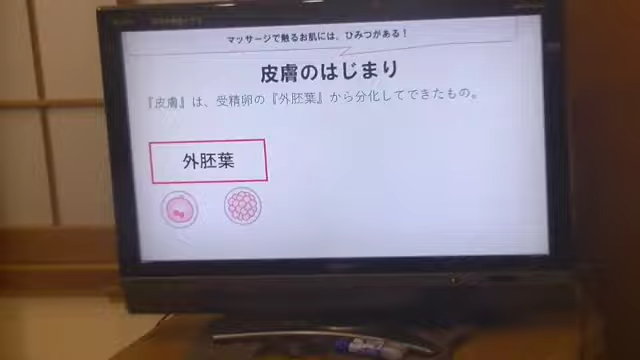 マッサージで触るお肌には、ひみつがある！
皮膚のはじまり
『皮膚』は、受精卵の『外胚葉』から分化してできたもの。
外胚葉